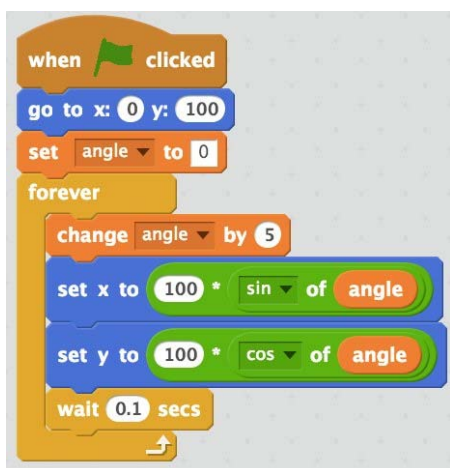 when clicked
go to x: 0 y: 100
set angle to 0
forever
change angle by 5
set x to 100 * sin of angle
set y to 100 * cos of angle
wait 0.1 secs